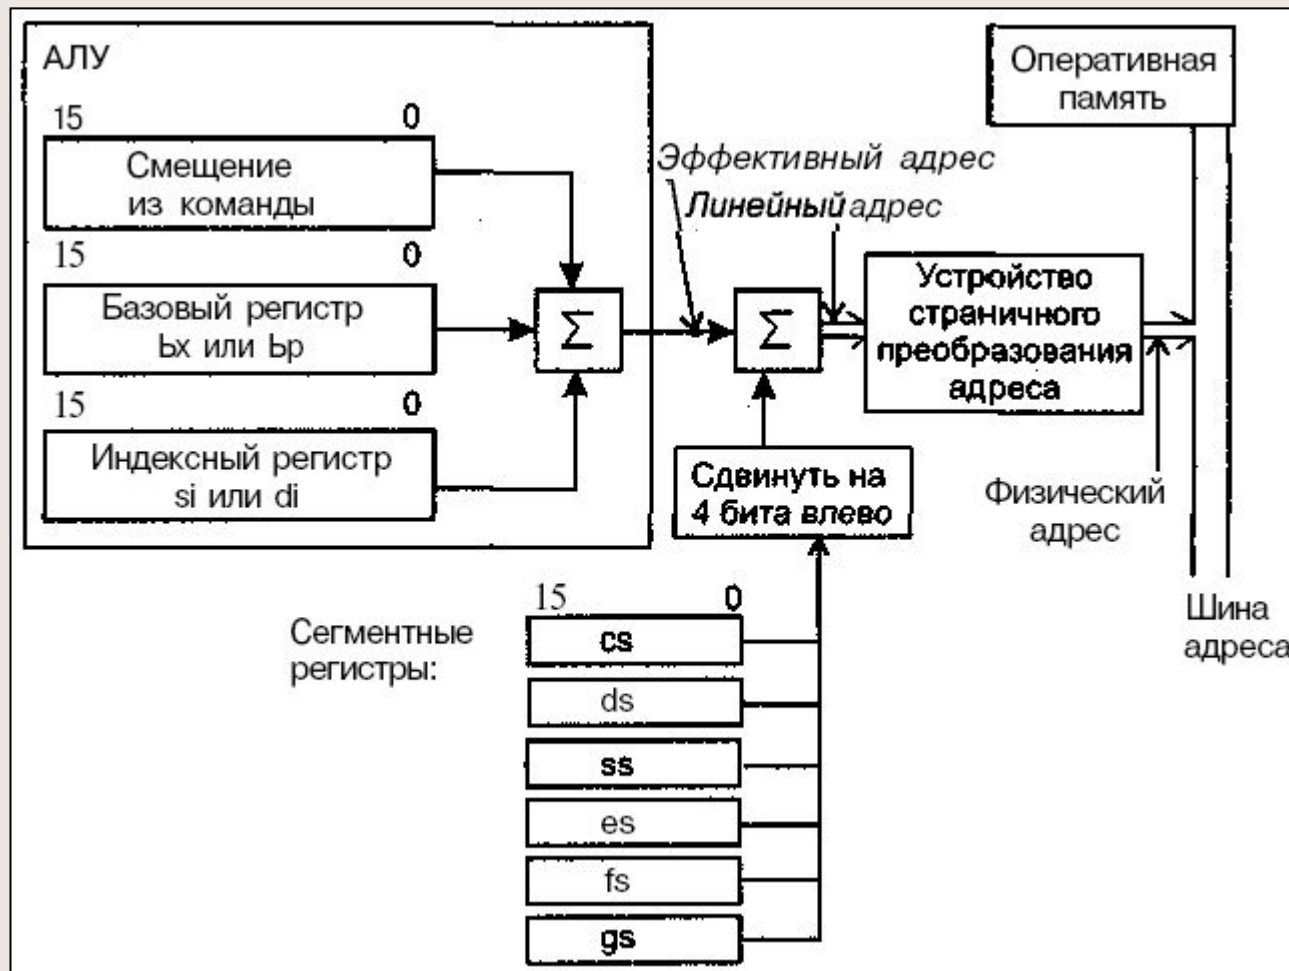 АЛУ
15 0
Смещение
из команды
15 0
Базовый регистр
bx или bp
15 0
Индексный регистр
si или di
Σ
Эффективный адрес
Линейный адрес
Σ
Сдвинуть на
4 бита влево
Устройство
страничного
преобразования
адреса
Оперативная
память
Физический
адрес
Шина
адреса
Сегментные
регистры:
15 0
cs
ds
ss
es
fs
gs